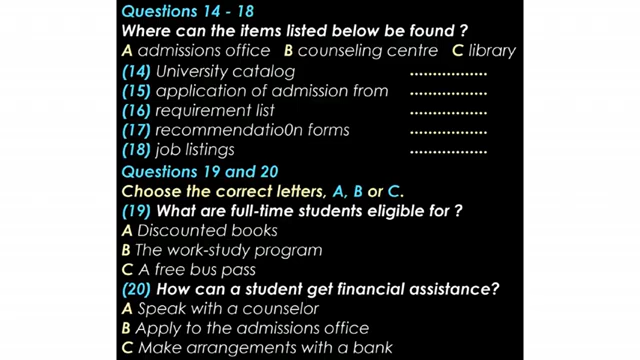 Questions 14 - 18
Where can the items listed below be found ?
A admissions office B counseling centre C library
(14) University catalog .................
(15) application of admission from .................
(16) requirement list .................
(17) recommendatio0n forms .................
(18) job listings .................
Questions 19 and 20
Choose the correct letters, A, B or C.
(19) What are full-time students eligible for ?
A Discounted books
B The work-study program
C A free bus pass
(20) How can a student get financial assistance?
A Speak with a counselor
B Apply to the admissions office
C Make arrangements with a bank